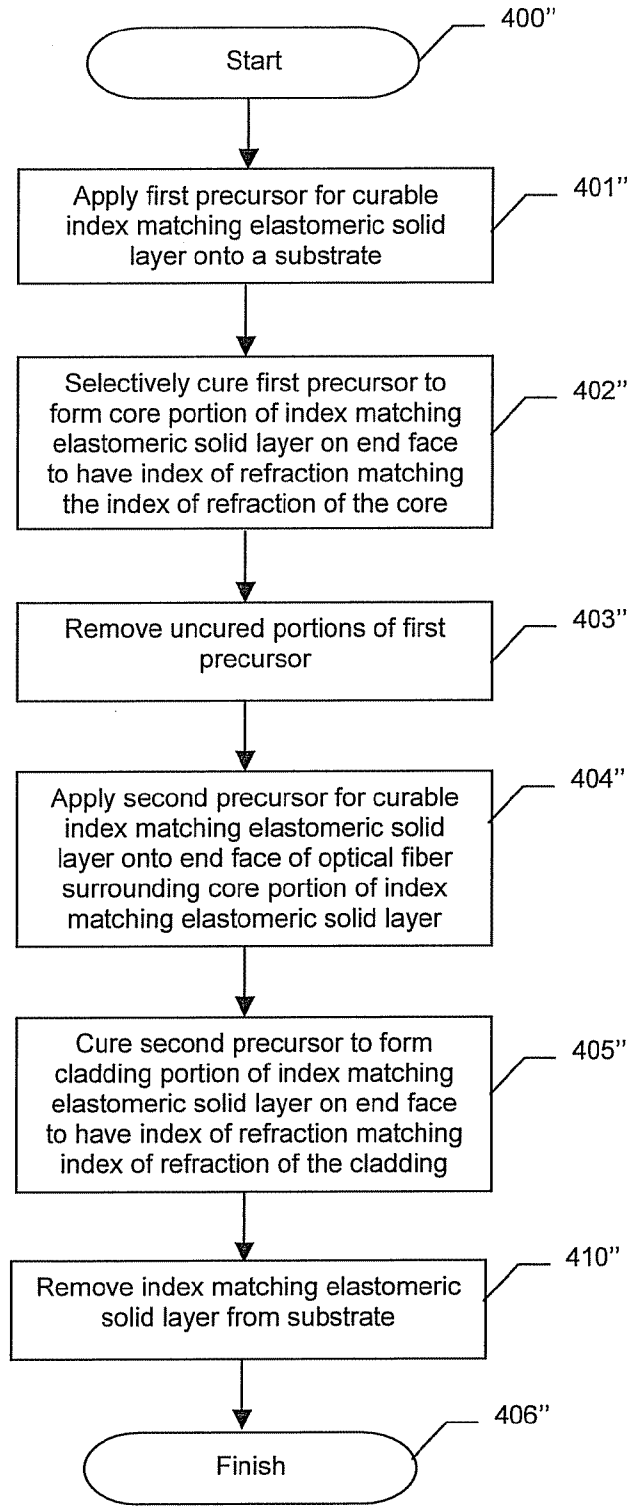 400"
Start
401"
Apply first precursor for curable
index matching elastomeric solid
layer onto a substrate
402"
Selectively cure first precursor to
form core portion of index matching
elastomeric solid layer on end face
to have index of refraction matching
the index of refraction of the core
403"
Remove uncured portions of first
precursor
404"
Apply second precursor for curable
index matching elastomeric solid
layer onto end face of optical fiber
surrounding core portion of index
matching elastomeric solid layer
405"
Cure second precursor to form
cladding portion of index matching
elastomeric solid layer on end face
to have index of refraction matching
index of refraction of the cladding
410"
Remove index matching elastomeric
solid layer from substrate
406"
Finish